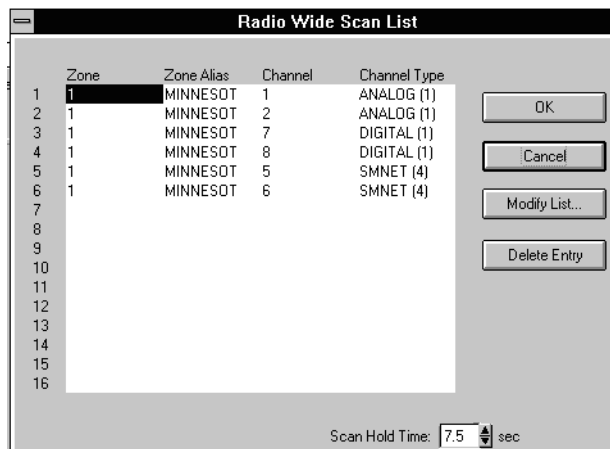 Radio Wide Scan List
Zone Zone Alias Channel Channel Type
1 1 MINNESOT 1 ANALOG (1)
2 1 MINNESOT 2 ANALOG (1)
3 1 MINNESOT 7 DIGITAL (1)
4 1 MINNESOT 8 DIGITAL (1)
5 1 MINNESOT 5 SMNET (4)
6 1 MINNESOT 6 SMNET (4)
7
8
9
10
11
12
13
14
15
16
OK
Cancel
Modify List...
Delete Entry
Scan Hold Time: 7.5 sec